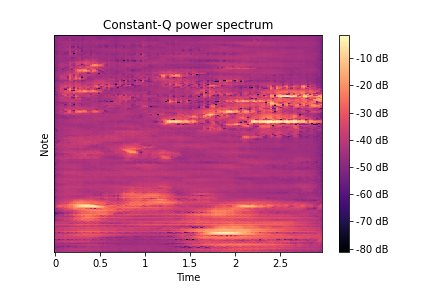 Constant-Q power spectrum
Note
-10 dB
-20 dB
-30 dB
-40 dB
-50 dB
-60 dB
-70 dB
-80 dB
0 0.5 1 1.5 2 2.5
Time